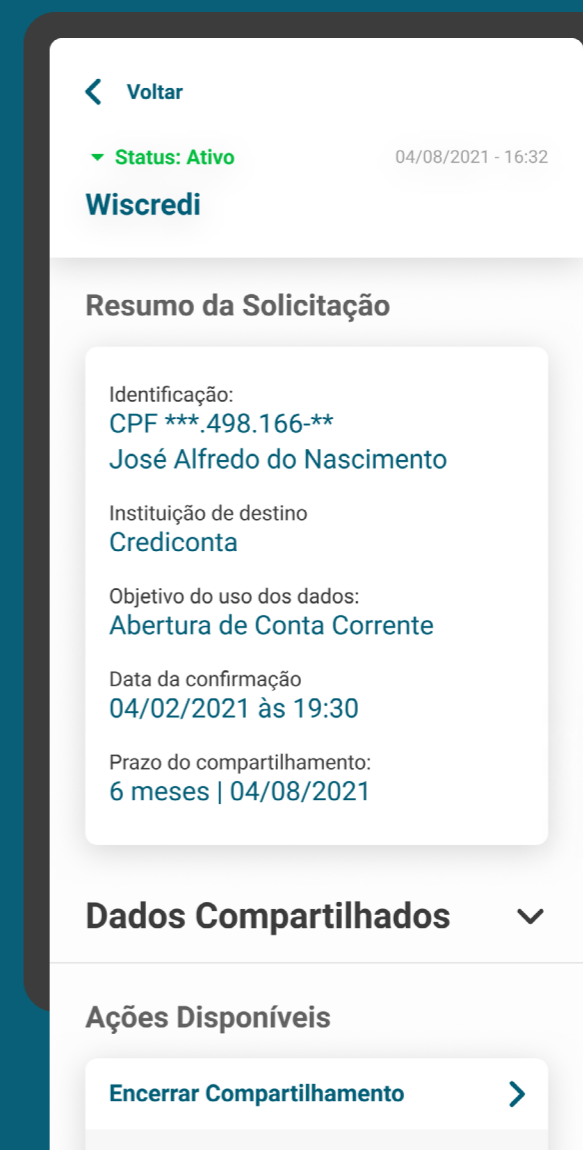 Voltar
Status: Ativo
04/08/2021 - 16:32
Wiscredi
Resumo da Solicitação
Identificação:
CPF ***.498.166-**
José Alfredo do Nascimento
Instituição de destino
Crediconta
Objetivo do uso dos dados:
Abertura de Conta Corrente
Data da confirmação
04/02/2021 às 19:30
Prazo do compartilhamento:
6 meses | 04/08/2021
Dados Compartilhados
Ações Disponíveis
Encerrar Compartilhamento